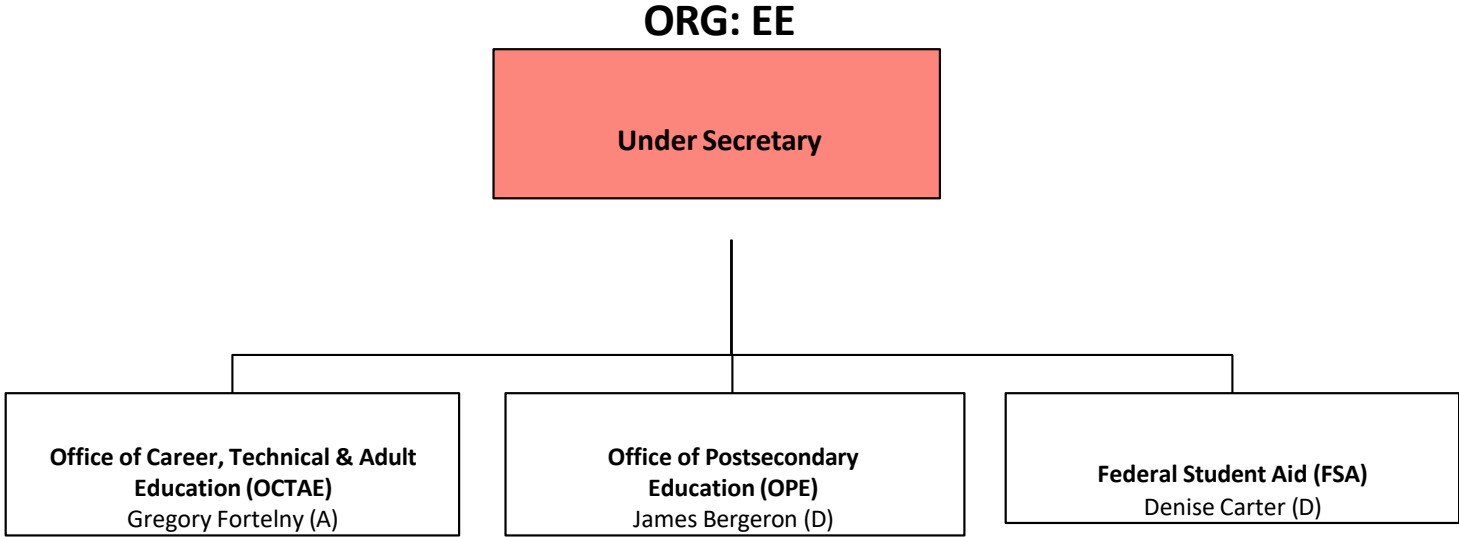 ORG: EE
Under Secretary
Office of Career, Technical & Adult
Education (OCTAE)
Gregory Fortelny (A)
Office of Postsecondary
Education (OPE)
James Bergeron (D)
Federal Student Aid (FSA)
Denise Carter (D)